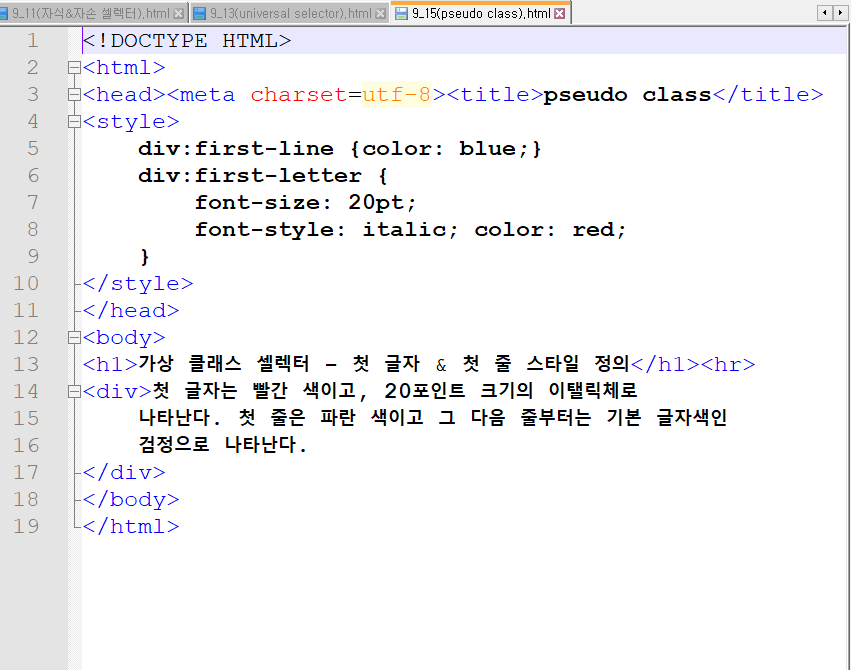 9_11(자식&자손 셀렉터).html 9_13(universal selector).html 9_15(pseudo class).html
1 <!DOCTYPE HTML>
2 <html>
3 <head><meta charset=utf-8><title>pseudo class</title>
4 <style>
5 div:first-line {color: blue;}
6 div:first-letter {
7 font-size: 20pt;
8 font-style: italic; color: red;
9 }
10 </style>
11 </head>
12 <body>
13 <h1>가상 클래스 셀렉터 - 첫 글자 & 첫 줄 스타일 정의</h1><hr>
14 <div>첫 글자는 빨간 색이고, 20포인트 크기의 이탤릭체로
15 나타난다. 첫 줄은 파란 색이고 그 다음 줄부터는 기본 글자색인
16 검정으로 나타난다.
17 </div>
18 </body>
19 </html>